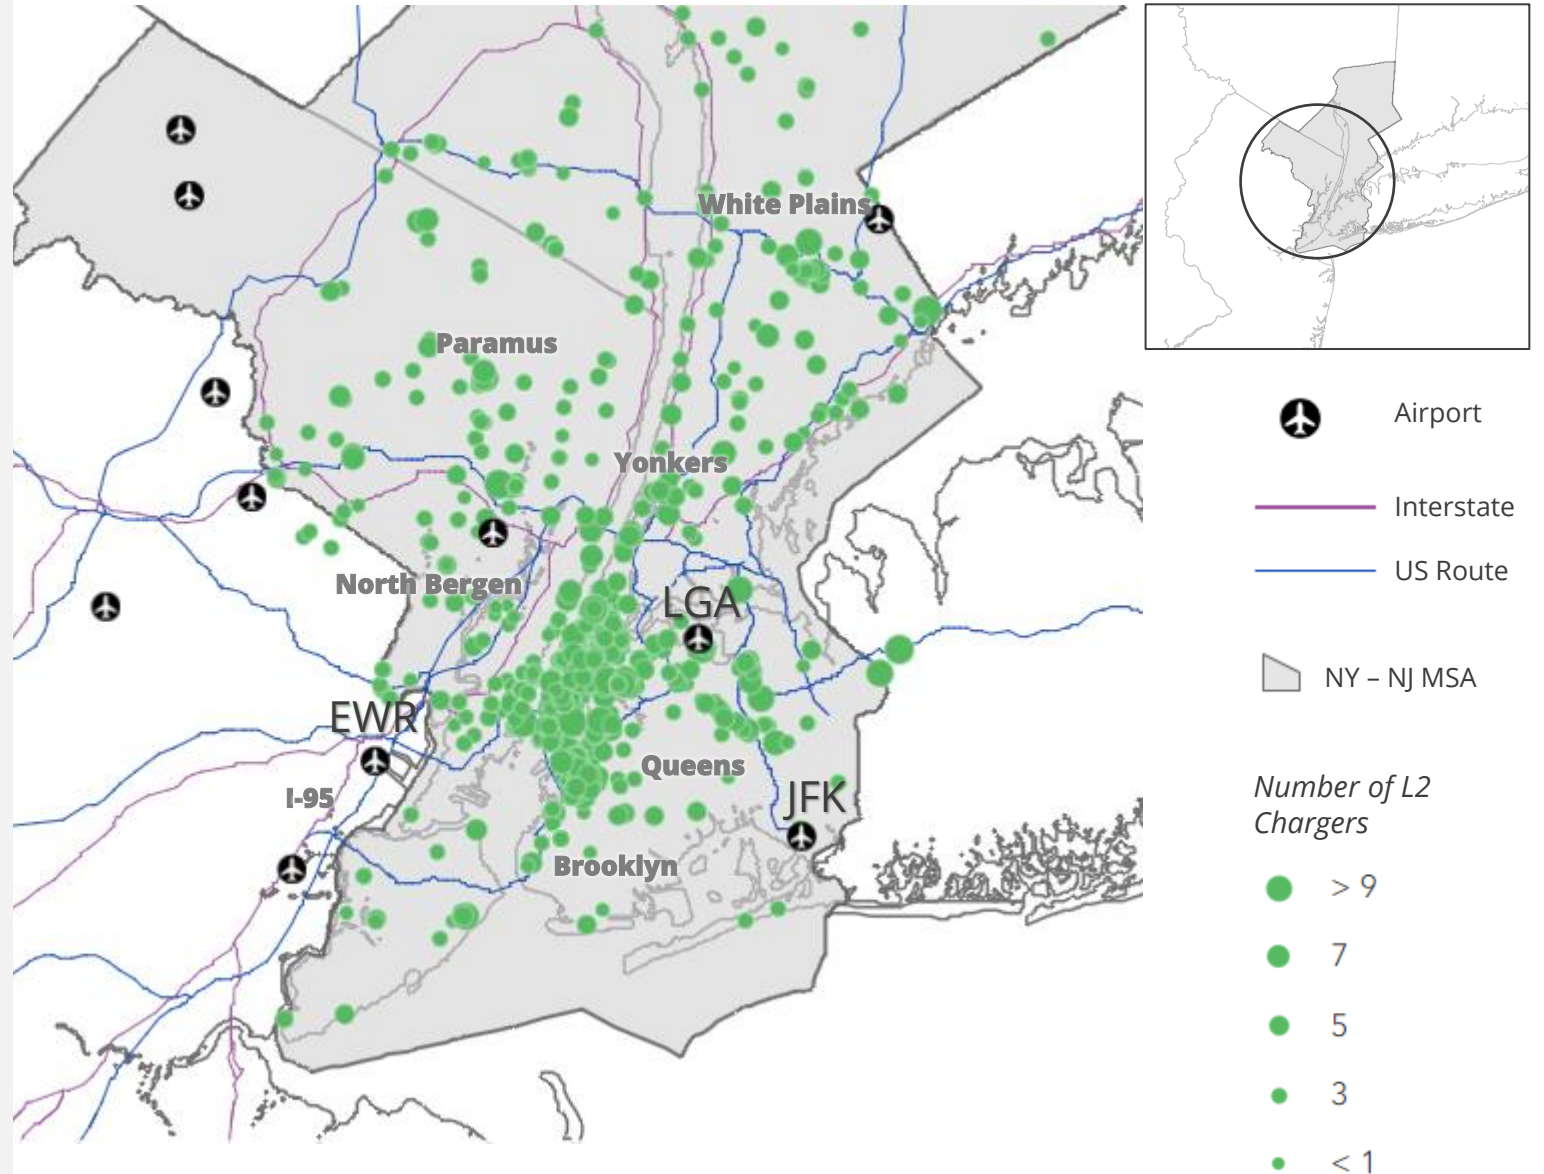 White Plains
Paramus
Yonkers
North Bergen
LGA
EWR
Queens
I-95
JFK
Brooklyn
Airport
Interstate
US Route
NY – NJ MSA
Number of L2
Chargers
> 9
7
5
3
< 1